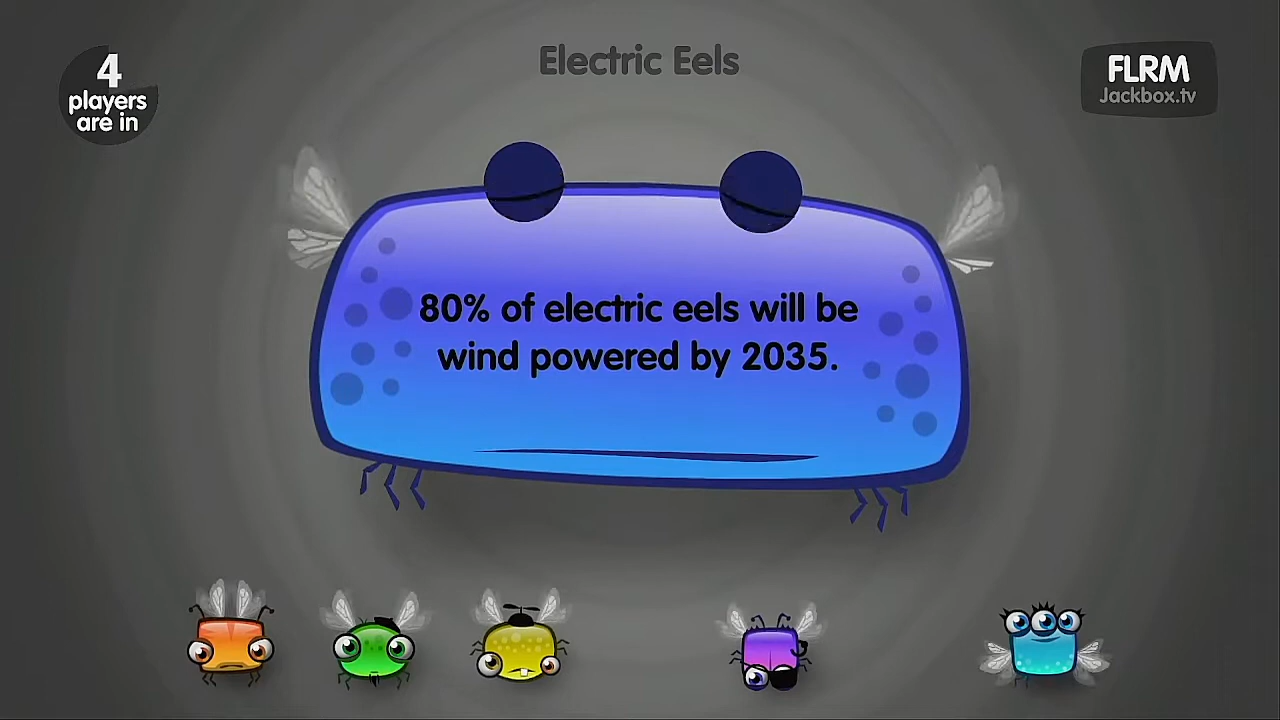 4
players
are in
Electric Eels
FLRM
Jackbox.tv
80% of electric eels will be
wind powered by 2035.